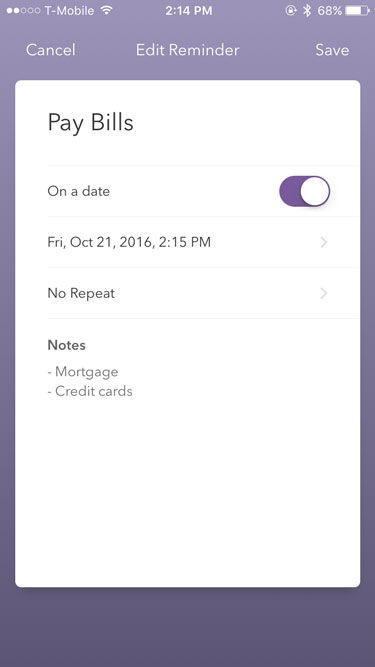 T-Mobile 2:14 PM 68%
Cancel Edit Reminder Save
Pay Bills
On a date
Fri, Oct 21, 2016, 2:15 PM
No Repeat
Notes
- Mortgage
- Credit cards